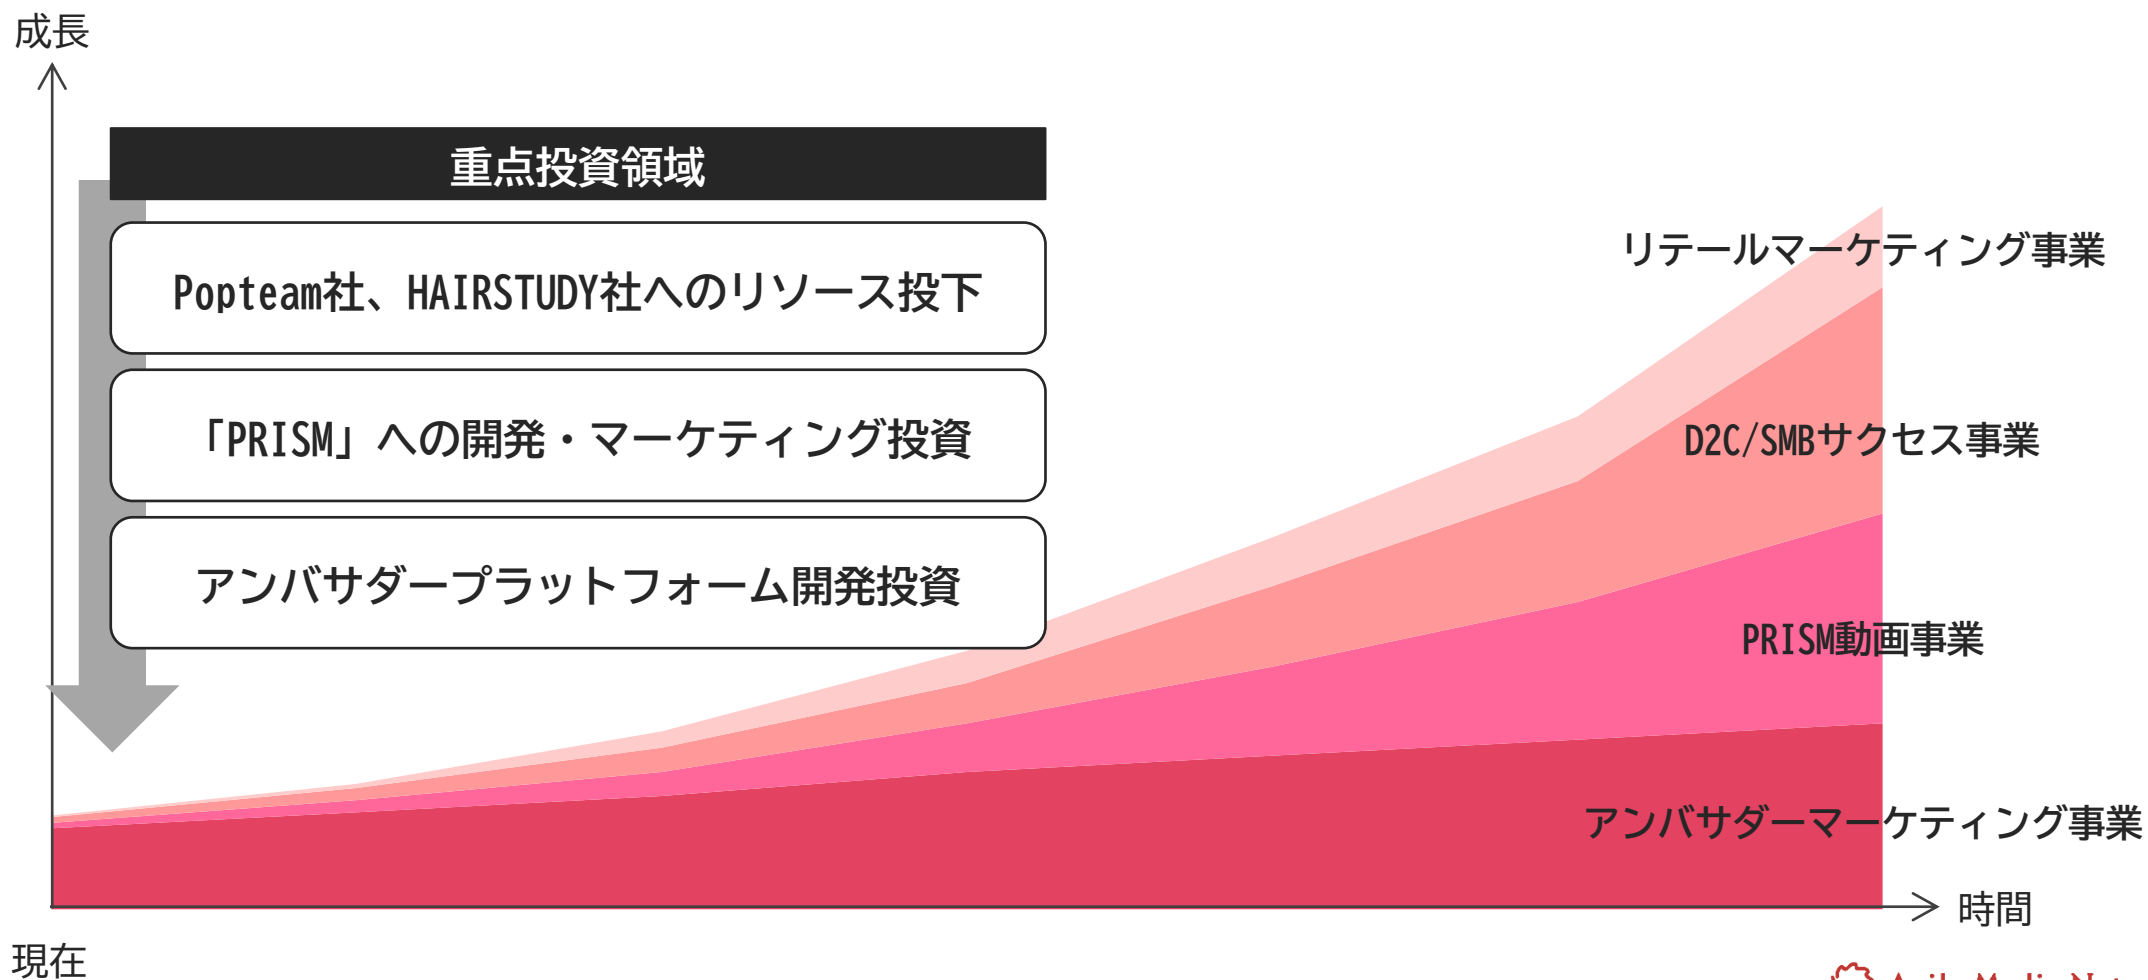 成長
重点投資領域
Popteam社、HAIRSTUDY社へのリソース投下
「PRISM」への開発・マーケティング投資
アンバサダープラットフォーム開発投資
リテールマーケティング事業
D2C/SMBサクセス事業
PRISM動画事業
アンバサダーマーケティング事業
時間
現在